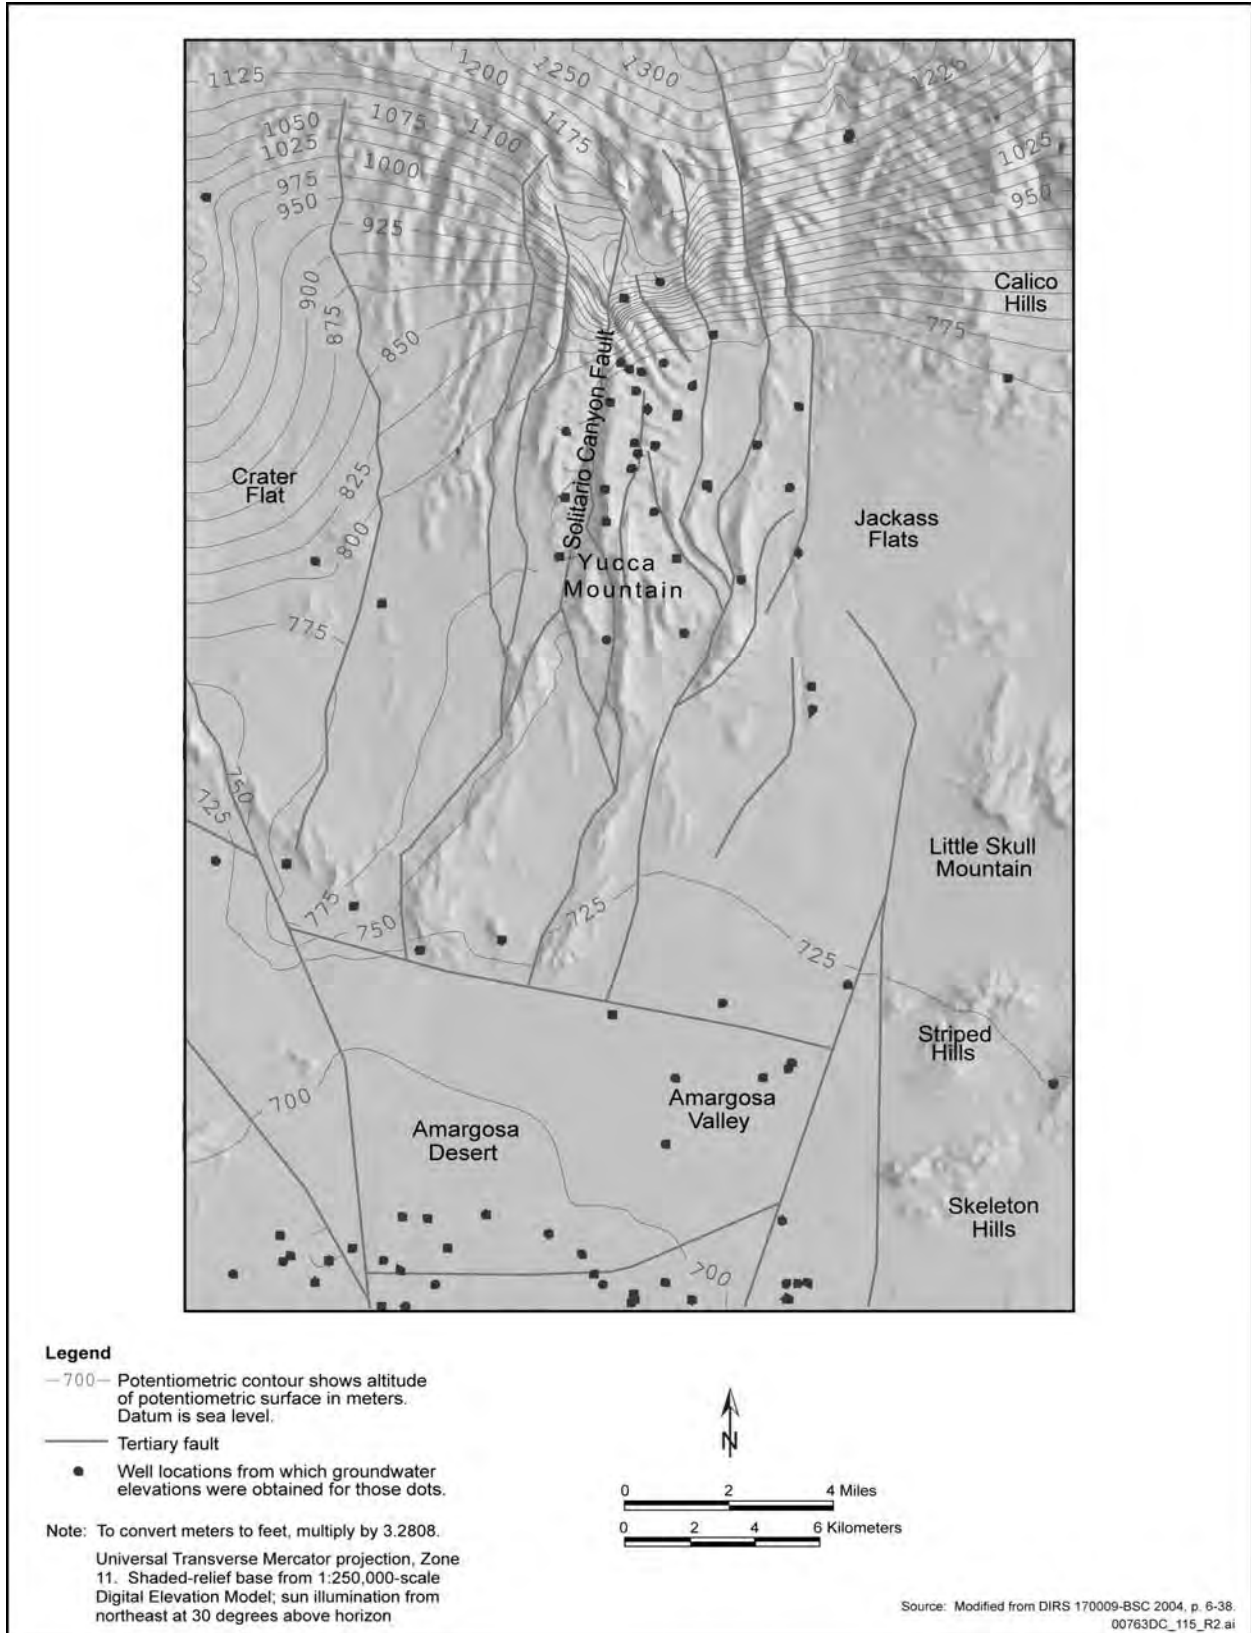 1125
1200
1250
1300
1225
1050
1075
1100
1175
1025
1025
1000
975
950
950
925
900
875
850
Calico
Hills
775
Solitario Canyon Fault
Crater
Flat
825
800
Jackass
Flats
Yucca
Mountain
775
750
725
Little Skull
Mountain
775
750
725
725
Striped
Hills
700
Amargosa
Valley
Amargosa
Desert
Skeleton
Hills
700
Legend
—700— Potentiometric contour shows altitude
of potentiometric surface in meters.
Datum is sea level.
Tertiary fault
Well locations from which groundwater
elevations were obtained for those dots.
Note: To convert meters to feet, multiply by 3.2808.
Universal Transverse Mercator projection, Zone
11. Shaded-relief base from 1:250,000-scale
Digital Elevation Model; sun illumination from
northeast at 30 degrees above horizon
N
0 2 4 Miles
0 2 4 6 Kilometers
Source: Modified from DIRS 170009-BSC 2004, p. 6-38.
00763DC_115_R2.ai